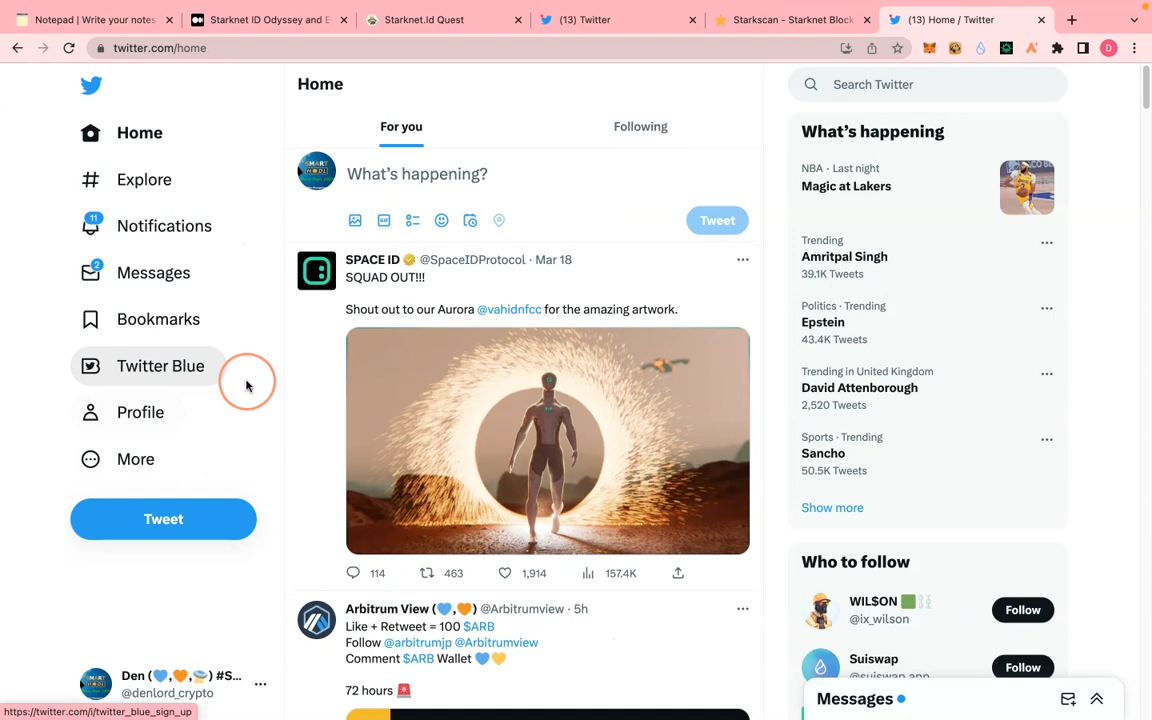 Notepad | Write your notes
Starknet ID Odyssey and E
Starknet.Id Quest
(13) Twitter
Starkscan – Starknet Block
(13) Home / Twitter
twitter.com/home
D
Home
Explore
11
Notifications
2
Messages
Bookmarks
Twitter Blue
Profile
More
Tweet
Den (💙,🧡, #S...
@denlord_crypto
https://twitter.com/i/twitter_blue_sign_up
Home
For you
Following
SMART
What's happening?
GIF
Tweet
SPACE ID @SpaceIDProtocol · Mar 18
SQUAD OUT!!!
Shout out to our Aurora @vahidnfcc for the amazing artwork.
114
463
1,914
157.4K
Arbitrum View (💙,🧡) @Arbitrumview · 5h
Like + Retweet = 100 $ARB
Follow @arbitrumjp @Arbitrumview
Comment $ARB Wallet 💙💛
72 hours 🚨
Search Twitter
What's happening
NBA · Last night
Magic at Lakers
Trending
Amritpal Singh
39.1K Tweets
Politics · Trending
Epstein
43.4K Tweets
Trending in United Kingdom
David Attenborough
2,520 Tweets
Sports · Trending
Sancho
50.5K Tweets
Show more
Who to follow
WIL$ON 🟩
@ix_wilson
Follow
Suiswap
@suiswap_app
Follow
Messages